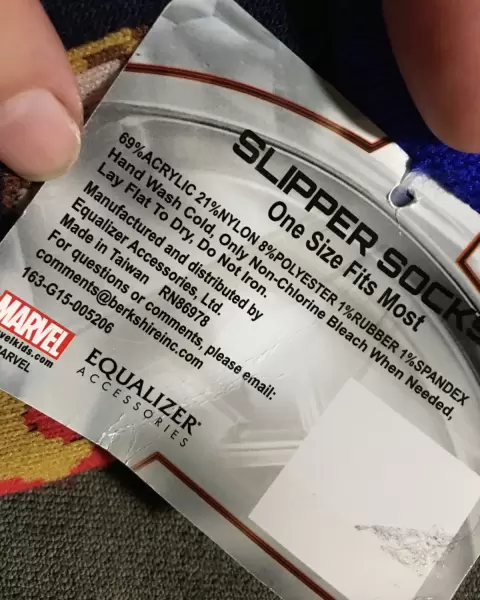 SLIPPER SOCKS
One Size Fits Most
69%ACRYLIC 21%NYLON 8%POLYESTER 1%RUBBER 1%SPANDEX
Hand Wash Cold, Only Non-Chlorine Bleach When Needed,
Lay Flat To Dry, Do Not Iron.
Manufactured and distributed by
Equalizer Accessories, Ltd.
Made in Taiwan RN86978
For questions or comments, please email:
comments@berkshireinc.com
163-G15-005206
MARVEL
velkids.com
MARVEL
EQUALIZER
ACCESSORIES